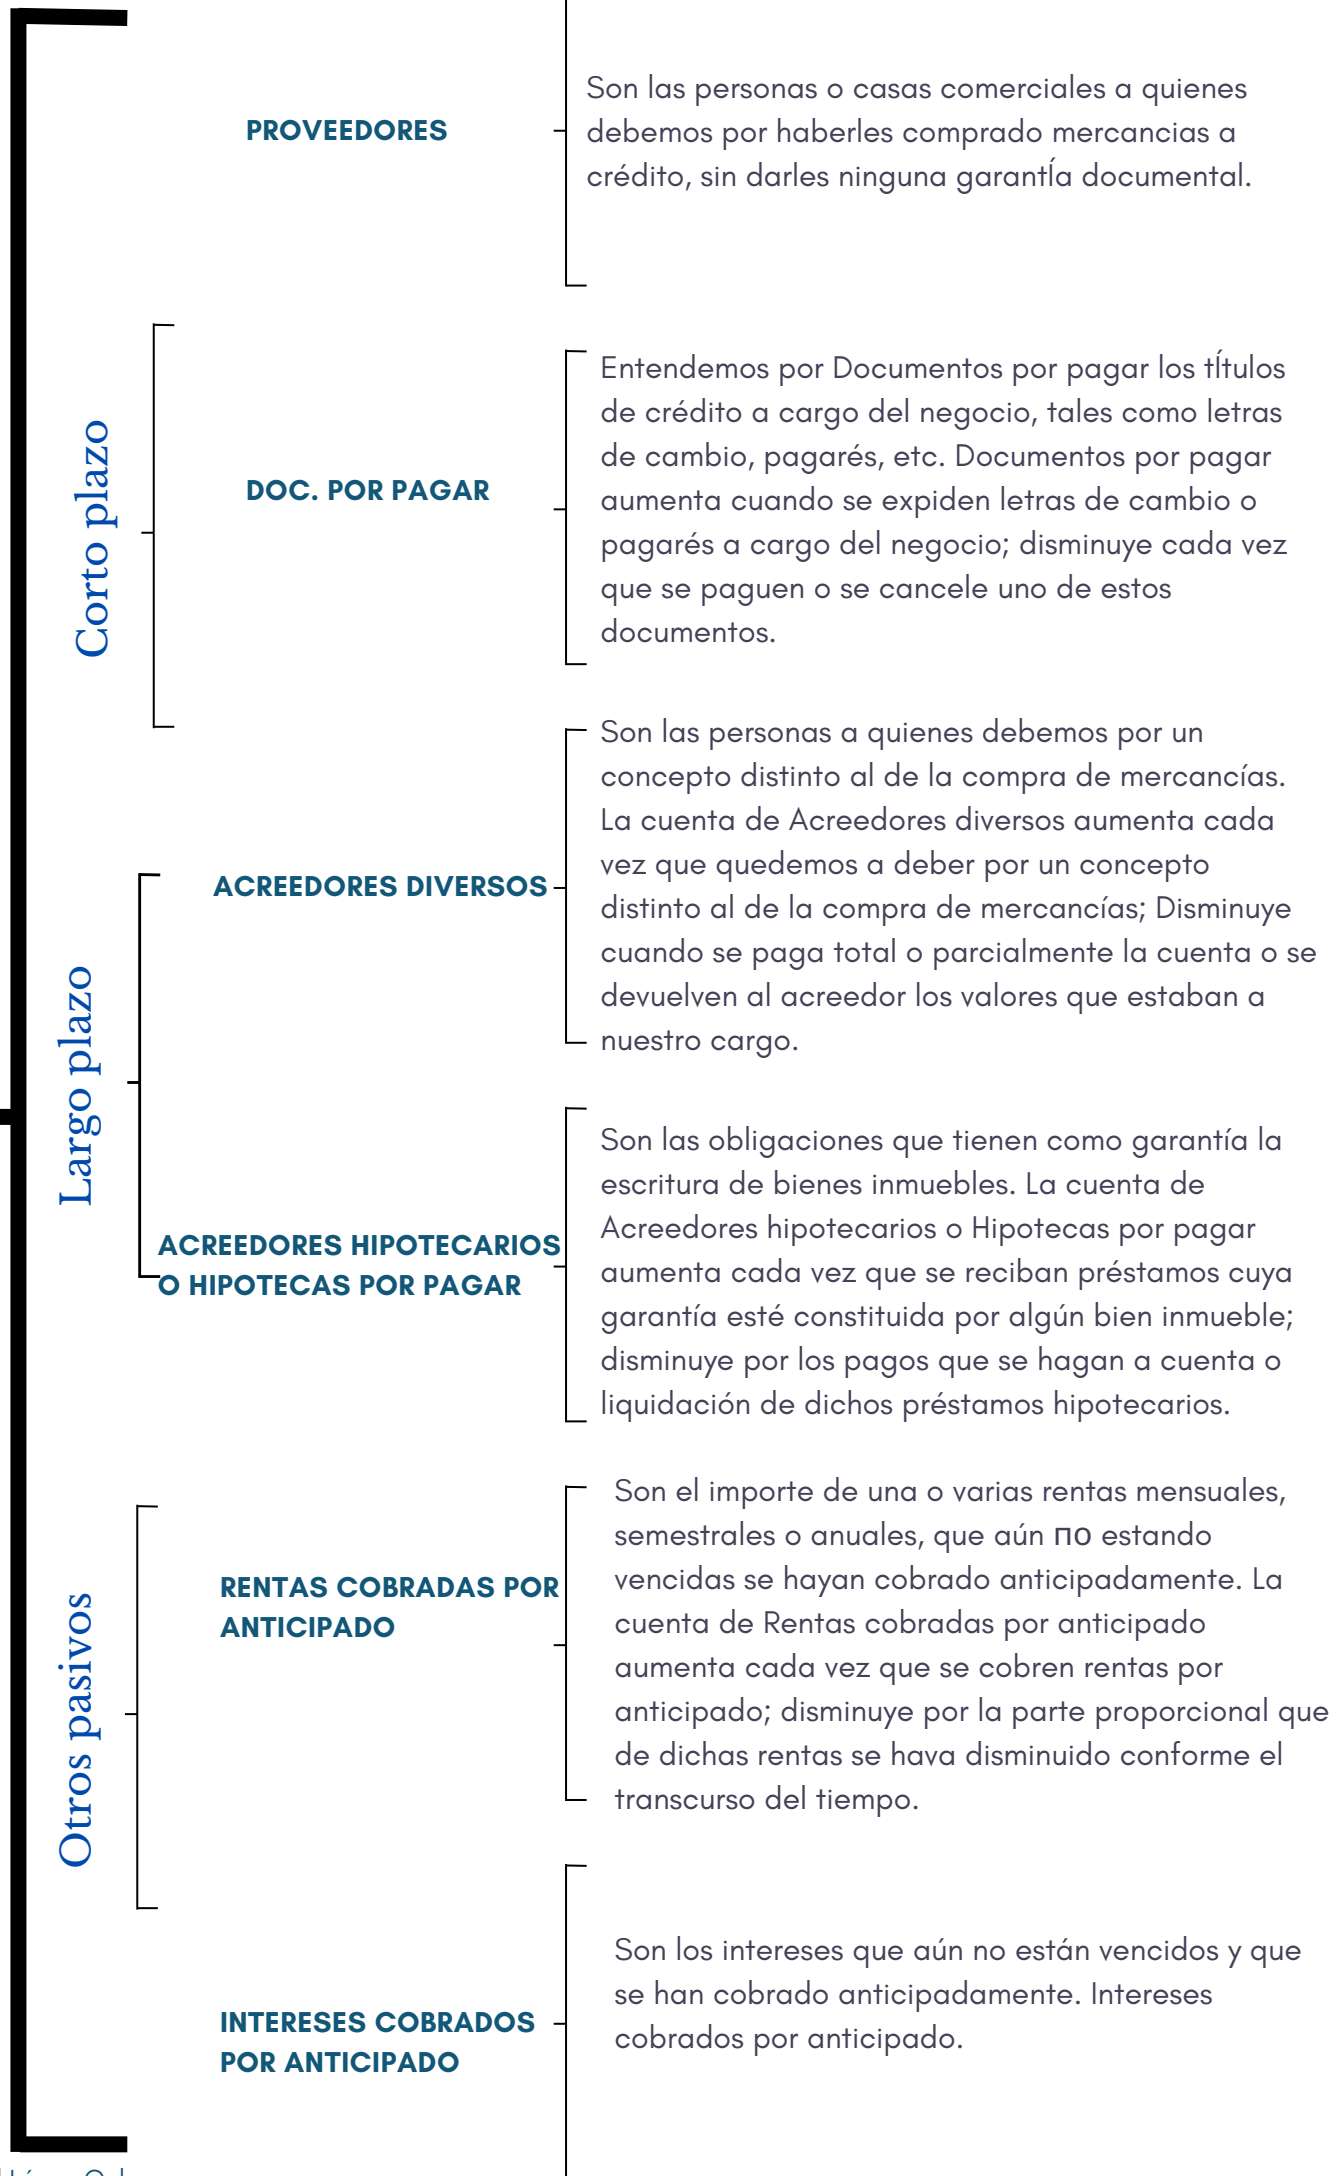 PROVEEDORES
Son las personas o casas comerciales a quienes
debemos por haberles comprado mercancias a
crédito, sin darles ninguna garantÍa documental.
Corto plazo
DOC. POR PAGAR
Entendemos por Documentos por pagar los tÍtulos
de crédito a cargo del negocio, tales como letras
de cambio, pagarés, etc. Documentos por pagar
aumenta cuando se expiden letras de cambio o
pagarés a cargo del negocio; disminuye cada vez
que se paguen o se cancele uno de estos
documentos.
ACREEDORES DIVERSOS
Son las personas a quienes debemos por un
concepto distinto al de la compra de mercancías.
La cuenta de Acreedores diversos aumenta cada
vez que quedemos a deber por un concepto
distinto al de la compra de mercancías; Disminuye
cuando se paga total o parcialmente la cuenta o se
devuelven al acreedor los valores que estaban a
nuestro cargo.
Largo plazo
ACREEDORES HIPOTECARIOS
O HIPOTECAS POR PAGAR
Son las obligaciones que tienen como garantía la
escritura de bienes inmuebles. La cuenta de
Acreedores hipotecarios o Hipotecas por pagar
aumenta cada vez que se reciban préstamos cuya
garantía esté constituida por algún bien inmueble;
disminuye por los pagos que se hagan a cuenta o
liquidación de dichos préstamos hipotecarios.
Otros pasivos
RENTAS COBRADAS POR
ANTICIPADO
Son el importe de una o varias rentas mensuales,
semestrales o anuales, que aún по estando
vencidas se hayan cobrado anticipadamente. La
cuenta de Rentas cobradas por anticipado
aumenta cada vez que se cobren rentas por
anticipado; disminuye por la parte proporcional que
de dichas rentas se hava disminuido conforme el
transcurso del tiempo.
INTERESES COBRADOS
POR ANTICIPADO
Son los intereses que aún no están vencidos y que
se han cobrado anticipadamente. Intereses
cobrados por anticipado.